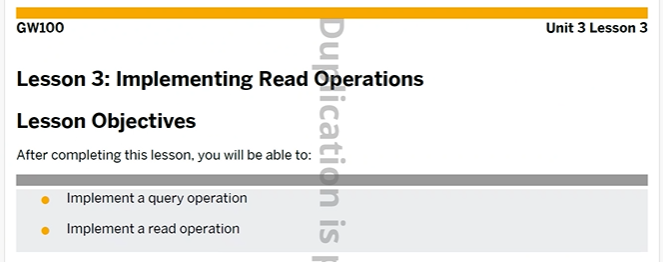 GW100 Unit 3 Lesson 3
Lesson 3: Implementing Read Operations
Lesson Objectives
After completing this lesson, you will be able to:
Implement a query operation
Implement a read operation
Duplication is